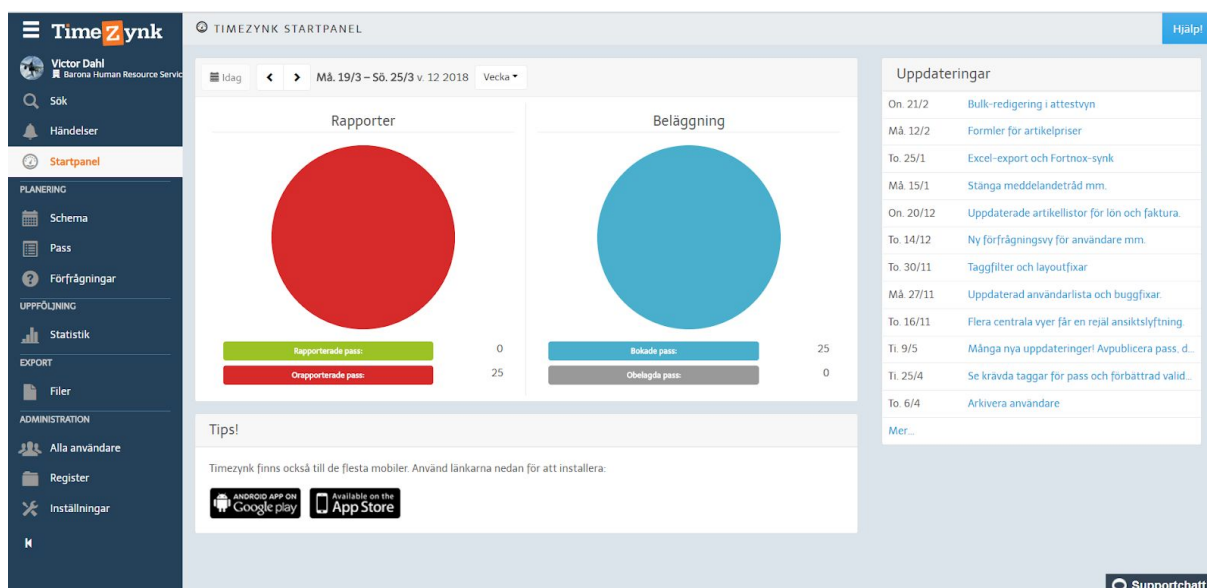 TimeZynk
Victor Dahl
Barona Human Resource Servic
Sök
Händelser
Startpanel
PLANERING
Schema
Pass
Förfrågningar
UPPFÖLJNING
Statistik
EXPORT
Filer
ADMINISTRATION
Alla användare
Register
Inställningar
TIMEZYNK STARTPANEL
Hjälp!
Idag
Må. 19/3 – Sö. 25/3 v. 12 2018
Vecka
Rapporter
Rapporterade pass: 0
Orapporterade pass: 25
Beläggning
Bokade pass: 25
Obelagda pass: 0
Tips!
Timezynk finns också till de flesta mobiler. Använd länkarna nedan för att installera:
ANDROID APP ON
Google play
Available on the
App Store
Uppdateringar
On. 21/2 Bulk-redigering i attestvyn
Må. 12/2 Formler för artikelpriser
To. 25/1 Excel-export och Fortnox-synk
Må. 15/1 Stänga meddelandetråd mm.
On. 20/12 Uppdaterade artikellistor för lön och faktura.
To. 14/12 Ny förfrågningsvy för användare mm.
To. 30/11 Taggfilter och layoutfixar
Må. 27/11 Uppdaterad användarlista och buggfixar.
To. 16/11 Flera centrala vyer får en rejäl ansiktslyftning
Ti. 9/5 Många nya uppdateringer! Avpublicera pass, d...
Ti. 25/4 Se krävda taggar för pass och förbättrad valid...
To. 6/4 Arkivera användare
Mer...
Supportchatt